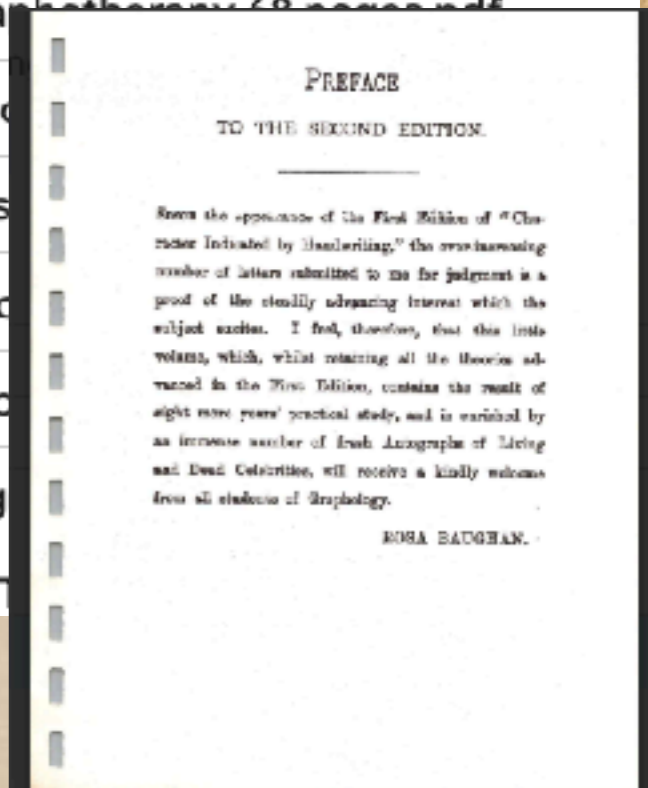 PREFACE
TO THE SECOND EDITION.
Since the appearance of the First Edition of "Cha-
racter Indicated by Handwriting," the ever-increasing
number of letters submitted to me for judgment is a
proof of the steadily advancing interest which the
subject excites. I feel, therefore, that this little
volume, which, whilst retaining all the theories ad-
vanced in the First Edition, contains the result of
eight more years' practical study, and is enriched by
an immense number of fresh Autographs of Living
and Dead Celebrities, will receive a kindly welcome
from all students of Graphology.
ROSA BAUGHAN.